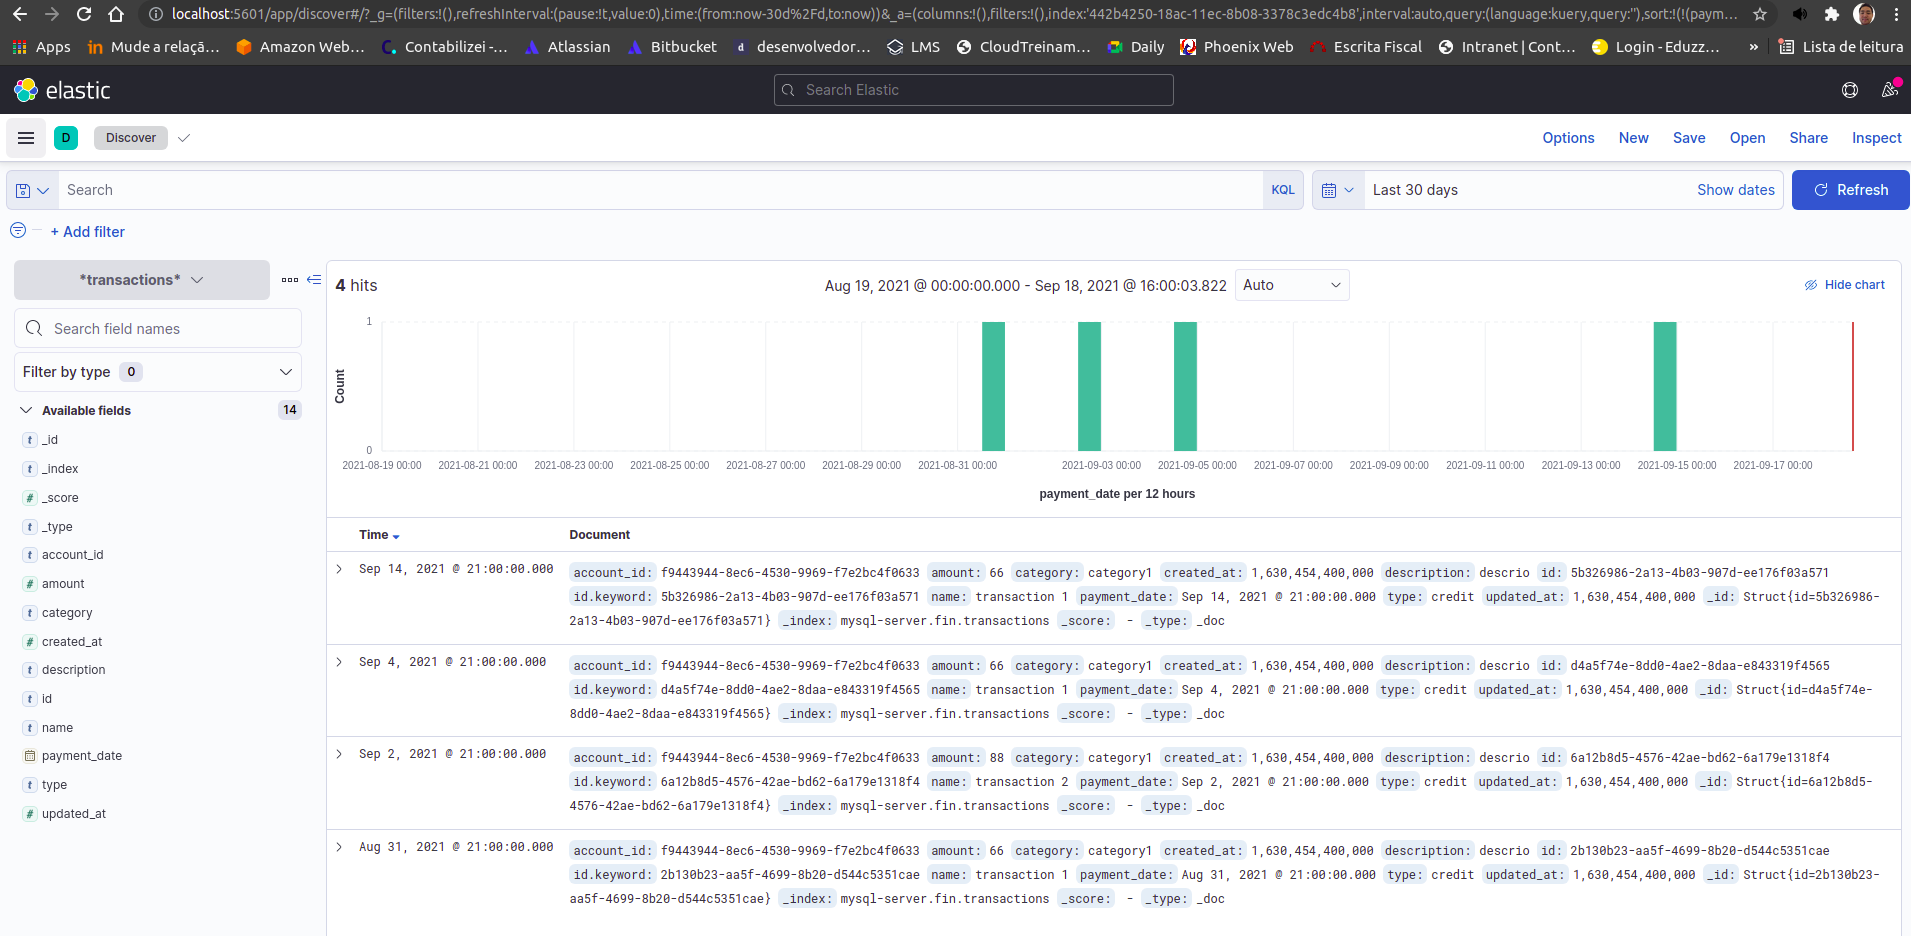 localhost:5601/app/discover#/?_g=(filters:!(),refreshInterval:(pause:!t,value:0),time:(from:now-30d%2Fd,to:now))&_a=(columns:!(),filters:!(),index:'442b4250-18ac-11ec-8b08-3378c3edc4b8',interval:auto,query:(language:kuery,query:''),sort:!(!(paym...
Apps Mude a relaçã... Amazon Web... Contabilizei -... Atlassian Bitbucket desenvolvedor... LMS CloudTreinam... Daily Phoenix Web Escrita Fiscal Intranet | Cont... Login - Eduzz... » Lista de leitura
elastic Search Elastic
D Discover Options New Save Open Share Inspect
Search KQL Last 30 days Show dates Refresh
+ Add filter
*transactions*
Search field names
Filter by type 0
Available fields 14
_id
_index
_score
_type
account_id
amount
category
created_at
description
id
name
payment_date
type
updated_at
4 hits Aug 19, 2021 @ 00:00:00.000 - Sep 18, 2021 @ 16:00:03.822 Auto Hide chart
1
Count
0
2021-08-19 00:00 2021-08-21 00:00 2021-08-23 00:00 2021-08-25 00:00 2021-08-27 00:00 2021-08-29 00:00 2021-08-31 00:00 2021-09-03 00:00 2021-09-05 00:00 2021-09-07 00:00 2021-09-09 00:00 2021-09-11 00:00 2021-09-13 00:00 2021-09-15 00:00 2021-09-17 00:00
payment_date per 12 hours
Time Document
Sep 14, 2021 @ 21:00:00.000 account_id: f9443944-8ec6-4530-9969-f7e2bc4f0633 amount: 66 category: category1 created_at: 1,630,454,400,000 description: descrio id: 5b326986-2a13-4b03-907d-ee176f03a571
id.keyword: 5b326986-2a13-4b03-907d-ee176f03a571 name: transaction 1 payment_date: Sep 14, 2021 @ 21:00:00.000 type: credit updated_at: 1,630,454,400,000 _id: Struct{id=5b326986-
2a13-4b03-907d-ee176f03a571} _index: mysql-server.fin.transactions _score: - _type: _doc
Sep 4, 2021 @ 21:00:00.000 account_id: f9443944-8ec6-4530-9969-f7e2bc4f0633 amount: 66 category: category1 created_at: 1,630,454,400,000 description: descrio id: d4a5f74e-8dd0-4ae2-8daa-e843319f4565
id.keyword: d4a5f74e-8dd0-4ae2-8daa-e843319f4565 name: transaction 1 payment_date: Sep 4, 2021 @ 21:00:00.000 type: credit updated_at: 1,630,454,400,000 _id: Struct{id=d4a5f74e-
8dd0-4ae2-8daa-e843319f4565} _index: mysql-server.fin.transactions _score: - _type: _doc
Sep 2, 2021 @ 21:00:00.000 account_id: f9443944-8ec6-4530-9969-f7e2bc4f0633 amount: 88 category: category1 created_at: 1,630,454,400,000 description: descrio id: 6a12b8d5-4576-42ae-bd62-6a179e1318f4
id.keyword: 6a12b8d5-4576-42ae-bd62-6a179e1318f4 name: transaction 2 payment_date: Sep 2, 2021 @ 21:00:00.000 type: credit updated_at: 1,630,454,400,000 _id: Struct{id=6a12b8d5-
4576-42ae-bd62-6a179e1318f4} _index: mysql-server.fin.transactions _score: - _type: _doc
Aug 31, 2021 @ 21:00:00.000 account_id: f9443944-8ec6-4530-9969-f7e2bc4f0633 amount: 66 category: category1 created_at: 1,630,454,400,000 description: descrio id: 2b130b23-aa5f-4699-8b20-d544c5351cae
id.keyword: 2b130b23-aa5f-4699-8b20-d544c5351cae name: transaction 1 payment_date: Aug 31, 2021 @ 21:00:00.000 type: credit updated_at: 1,630,454,400,000 _id: Struct{id=2b130b23-
aa5f-4699-8b20-d544c5351cae} _index: mysql-server.fin.transactions _score: - _type: _doc